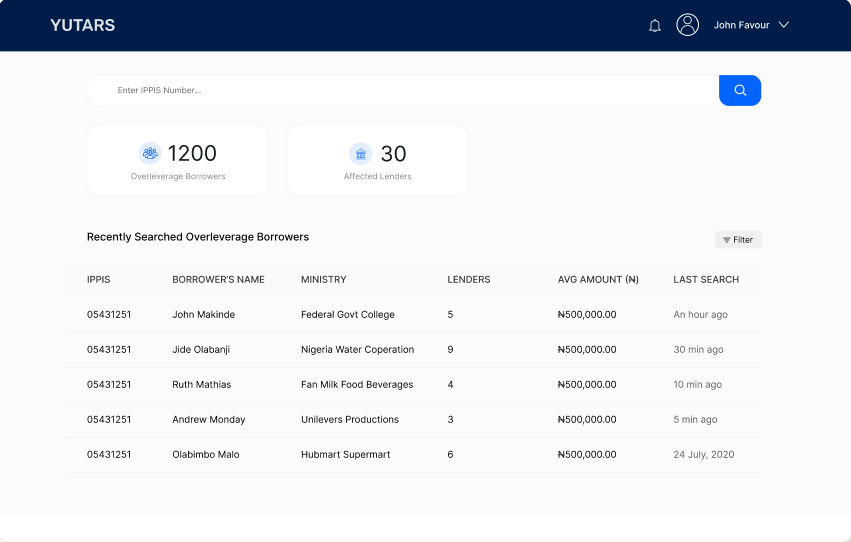 YUTARS
John Favour
Enter IPPIS Number...
1200
Overleverage Borrowers
30
Affected Lenders
Recently Searched Overleverage Borrowers
Filter
IPPIS BORROWER'S NAME MINISTRY LENDERS AVG AMOUNT (₦) LAST SEARCH
05431251 John Makinde Federal Govt College 5 ₦500,000.00 An hour ago
05431251 Jide Olabanji Nigeria Water Coperation 9 ₦500,000.00 30 min ago
05431251 Ruth Mathias Fan Milk Food Beverages 4 ₦500,000.00 10 min ago
05431251 Andrew Monday Unilevers Productions 3 ₦500,000.00 5 min ago
05431251 Olabimbo Malo Hubmart Supermart 6 ₦500,000.00 24 July, 2020